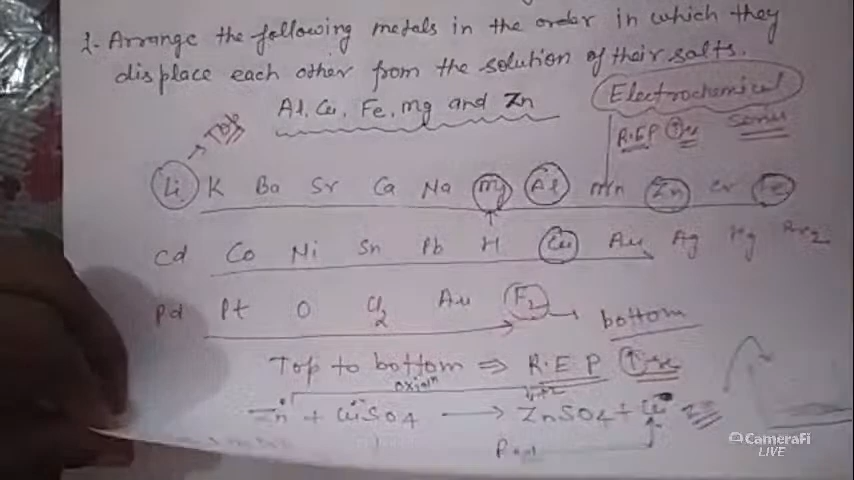 1- Arrange the following metals in the order in which they
displace each other from the solution of their salts.
Al, Cu, Fe, Mg and Zn
Electrochemical
R.E.P ↑es series
→ Top
Li K Ba Sr Ca Na Mg Al Mn Zn Cr Fe
Cd Co Ni Sn Pb H Cu Au Ag Hg
Pd Pt O Cl2 Au F2 → bottom
Top to bottom ⇒ R.E.P ↑es
Zn + CuSO4 → ZnSO4 + Cu
CameraFi
LIVE